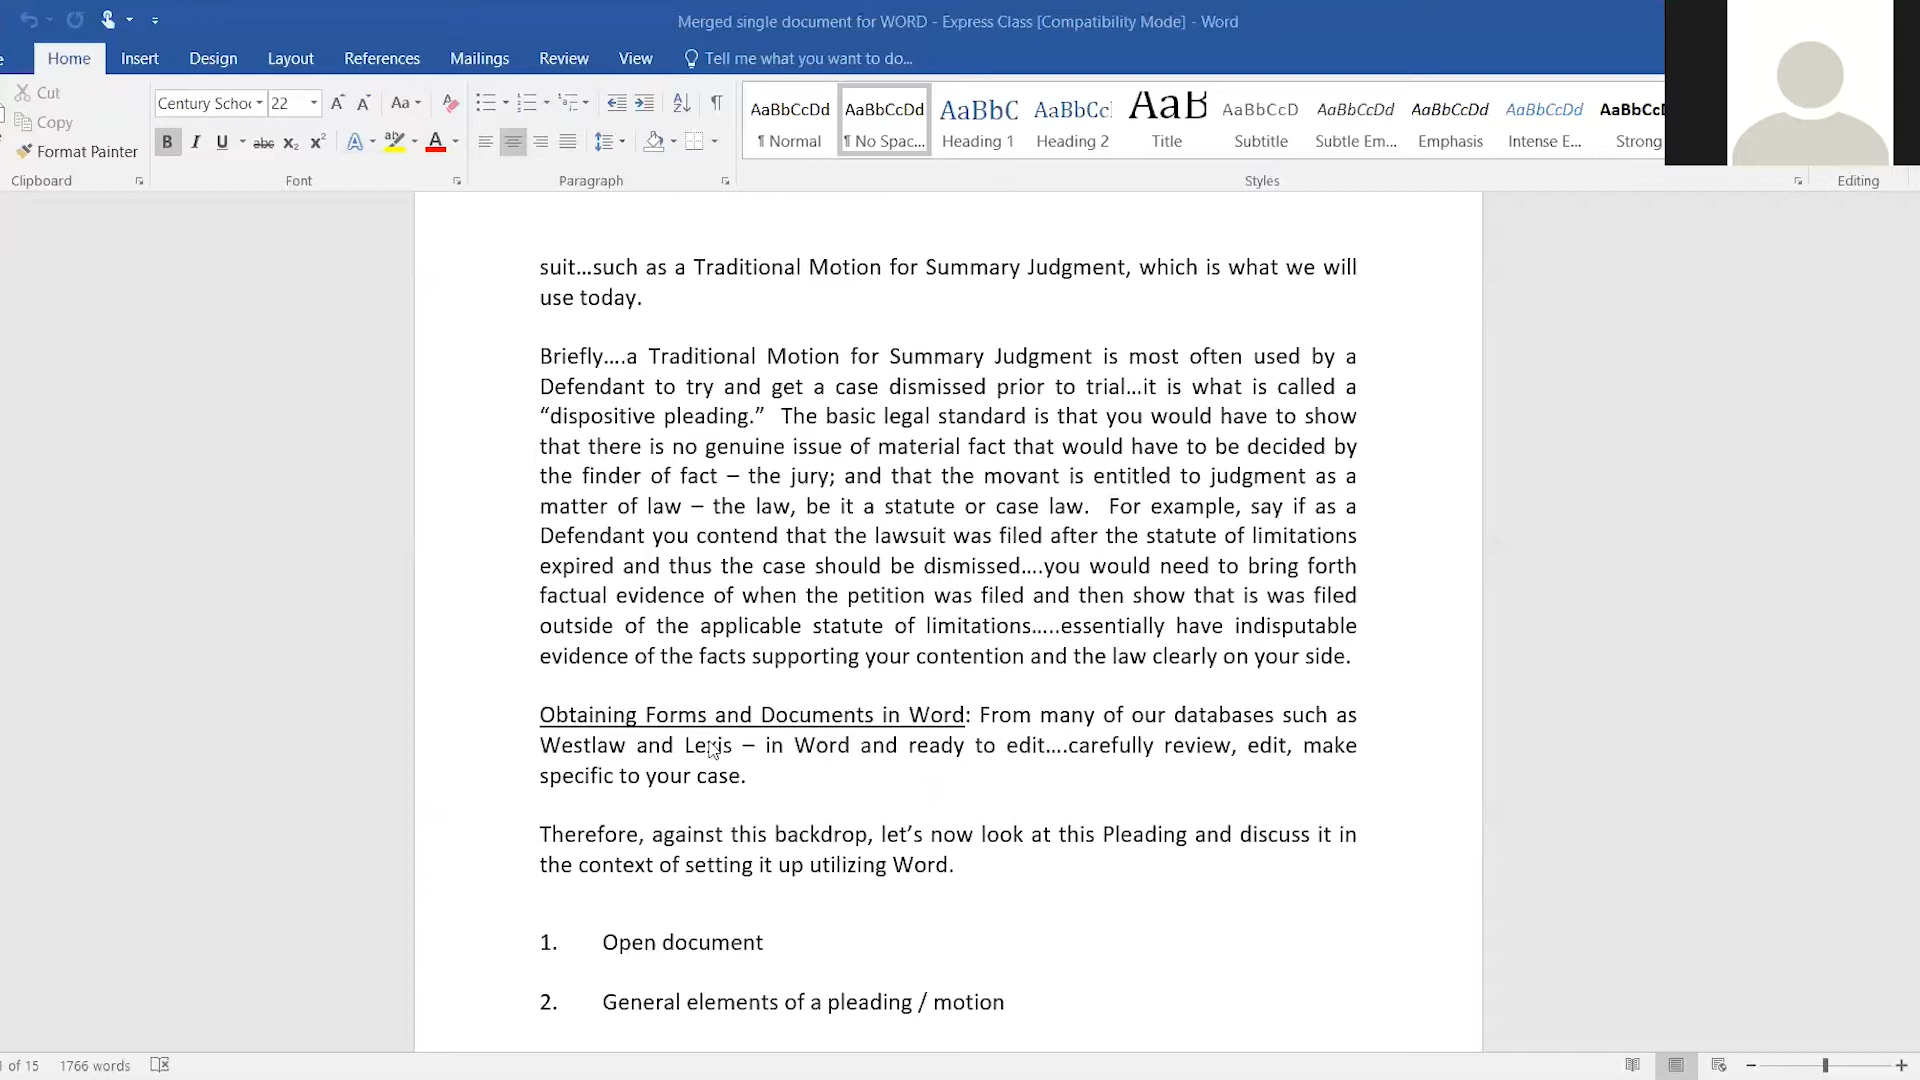 Merged single document for WORD - Express Class [Compatibility Mode] - Word
Home Insert Design Layout References Mailings Review View Tell me what you want to do...
Cut
Copy
Format Painter
Clipboard
Century Schoo 22
Aa
B I U abc X₂ X²
Font
Paragraph
AaBbCcDd AaBbCcDd AaBbC AaBbCc AaB AaBbCcD AaBbCcDd AaBbCcDd AaBbCcDd AaBbCcD
¶ Normal ¶ No Spac... Heading 1 Heading 2 Title Subtitle Subtle Em... Emphasis Intense E... Strong
Styles
Editing
suit…such as a Traditional Motion for Summary Judgment, which is what we will
use today.
Briefly….a Traditional Motion for Summary Judgment is most often used by a
Defendant to try and get a case dismissed prior to trial…it is what is called a
“dispositive pleading.” The basic legal standard is that you would have to show
that there is no genuine issue of material fact that would have to be decided by
the finder of fact – the jury; and that the movant is entitled to judgment as a
matter of law – the law, be it a statute or case law. For example, say if as a
Defendant you contend that the lawsuit was filed after the statute of limitations
expired and thus the case should be dismissed….you would need to bring forth
factual evidence of when the petition was filed and then show that is was filed
outside of the applicable statute of limitations…..essentially have indisputable
evidence of the facts supporting your contention and the law clearly on your side.
Obtaining Forms and Documents in Word: From many of our databases such as
Westlaw and Lexis – in Word and ready to edit….carefully review, edit, make
specific to your case.
Therefore, against this backdrop, let’s now look at this Pleading and discuss it in
the context of setting it up utilizing Word.
1. Open document
2. General elements of a pleading / motion
of 15 1766 words